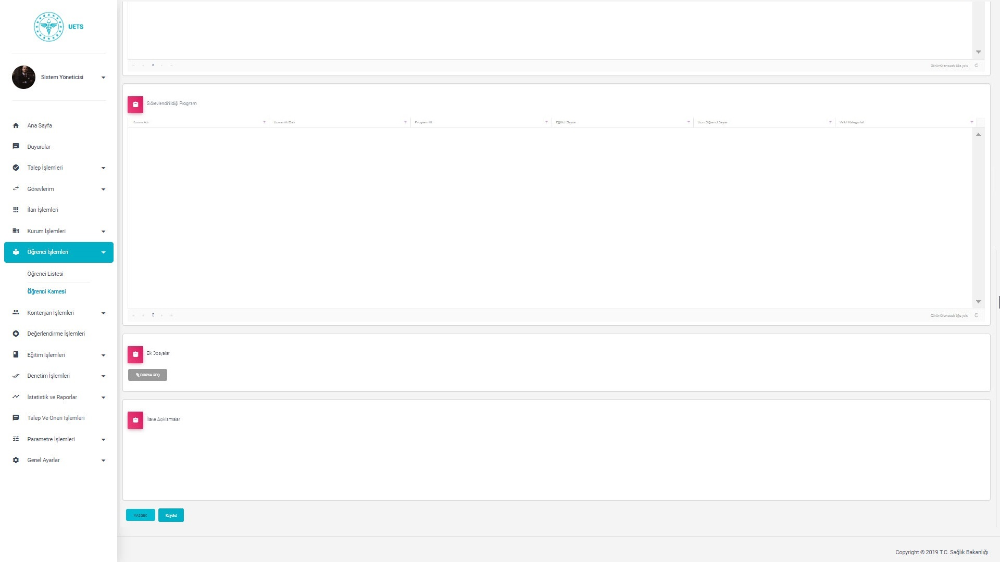 UETS
Sistem Yöneticisi
Ana Sayfa
Duyurular
Talep İşlemleri
Görevlerim
İlan İşlemleri
Kurum İşlemleri
Öğrenci İşlemleri
Öğrenci Listesi
Öğrenci Karnesi
Kontenjan İşlemleri
Değerlendirme İşlemleri
Eğitim İşlemleri
Denetim İşlemleri
İstatistik ve Raporlar
Talep Ve Öneri İşlemleri
Parametre İşlemleri
Genel Ayarlar
0
Görüntülenecek öğe yok
Görevlendirildiği Program
Kurum Adı
Uzmanlık Dalı
Program İli
Eğitici Sayısı
Uzm. Öğrenci Sayısı
Yetki Kategorisi
0
Görüntülenecek öğe yok
Ek Dosyalar
DOSYA SEÇ
İlave Açıklamalar
VAZGEÇ
Kaydet
Copyright © 2019 T.C. Sağlık Bakanlığı